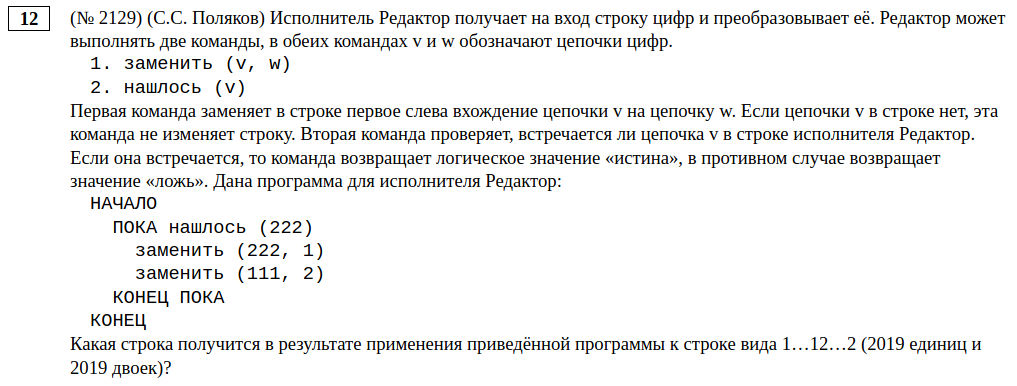 12 (№ 2129) (С.С. Поляков) Исполнитель Редактор получает на вход строку цифр и преобразовывает её. Редактор может
выполнять две команды, в обеих командах v и w обозначают цепочки цифр.
1. заменить (v, w)
2. нашлось (v)
Первая команда заменяет в строке первое слева вхождение цепочки v на цепочку w. Если цепочки v в строке нет, эта
команда не изменяет строку. Вторая команда проверяет, встречается ли цепочка v в строке исполнителя Редактор.
Если она встречается, то команда возвращает логическое значение «истина», в противном случае возвращает
значение «ложь». Дана программа для исполнителя Редактор:
НАЧАЛО
ПОКА нашлось (222)
заменить (222, 1)
заменить (111, 2)
КОНЕЦ ПОКА
КОНЕЦ
Какая строка получится в результате применения приведённой программы к строке вида 1…12…2 (2019 единиц и
2019 двоек)?